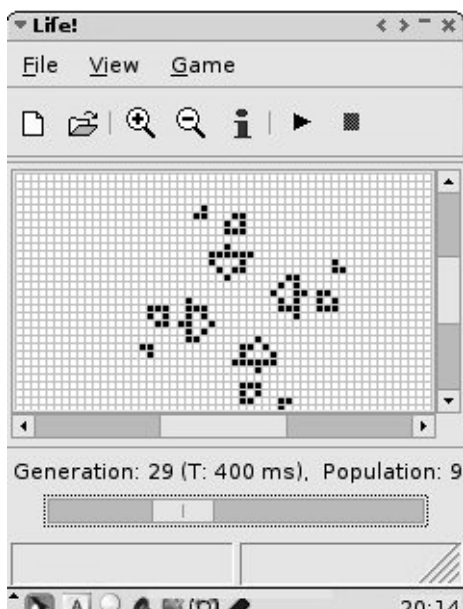 Life!
File View Game
Generation: 29 (T: 400 ms), Population: 9
A
20:14